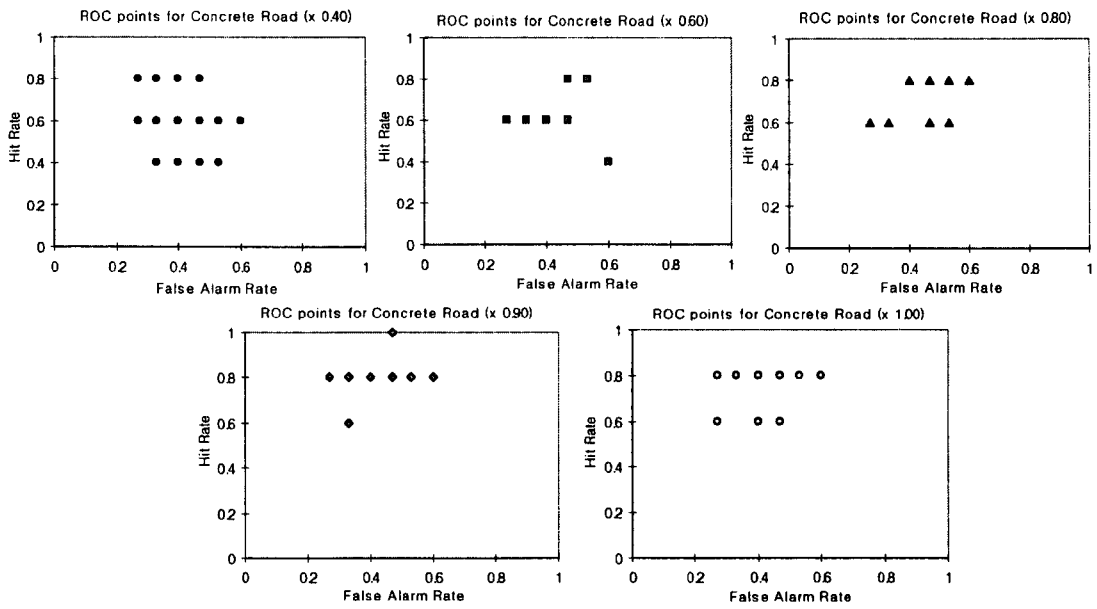 ROC points for Concrete Road (x 0.40)
1
0.8
0.6
0.4
0.2
0
Hit Rate
0 0.2 0.4 0.6 0.8 1
False Alarm Rate
ROC points for Concrete Road (x 0.60)
1
0.8
0.6
0.4
0.2
0
Hit Rate
0 0.2 0.4 0.6 0.8 1
False Alarm Rate
ROC points for Concrete Road (x 0.80)
1
0.8
0.6
0.4
0.2
0
Hit Rate
0 0.2 0.4 0.6 0.8 1
False Alarm Rate
ROC points for Concrete Road (x 0.90)
1
0.8
0.6
0.4
0.2
0
Hit Rate
0 0.2 0.4 0.6 0.8 1
False Alarm Rate
ROC points for Concrete Road (x 1.00)
1
0.8
0.6
0.4
0.2
0
Hit Rate
0 0.2 0.4 0.6 0.8 1
False Alarm Rate